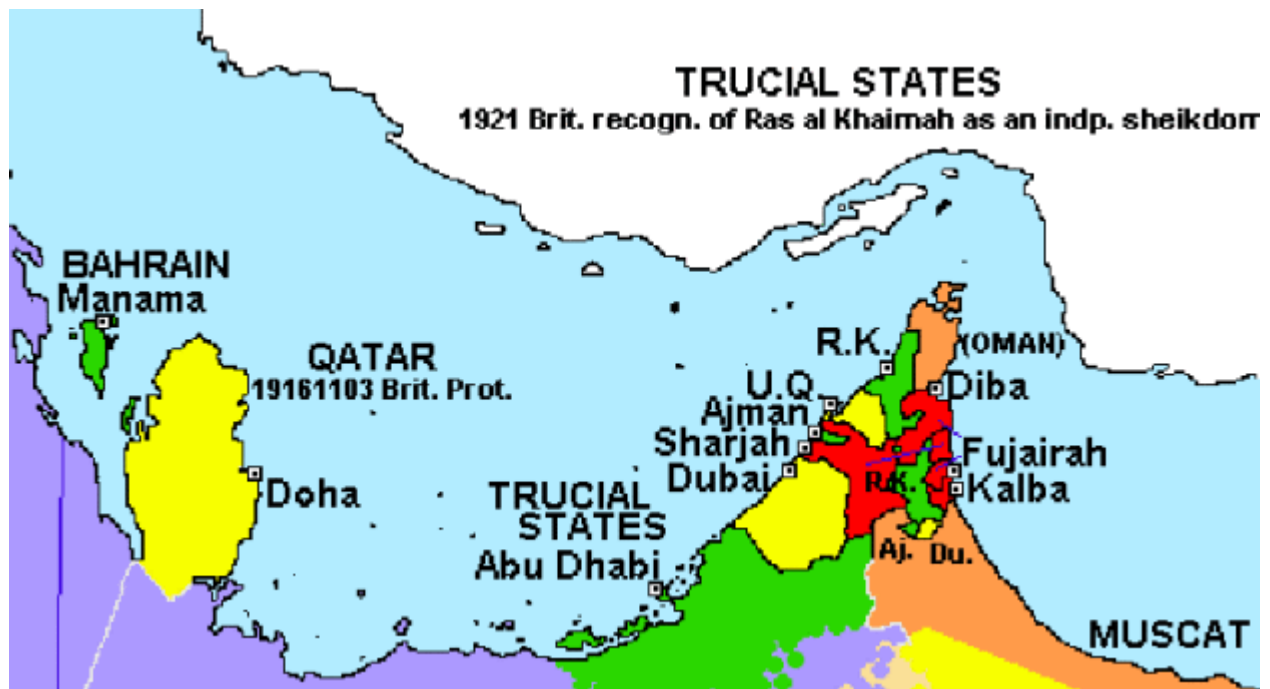 TRUCIAL STATES
1921 Brit. recogn. of Ras al Khaimah as an indp. sheikdom
BAHRAIN
Manama
QATAR
19161103 Brit. Prot.
Doha
R.K.
(OMAN)
Diba
U.Q.
Ajman
Sharjah
Dubai
Fujairah
R.K.
Kalba
TRUCIAL
STATES
Abu Dhabi
Aj.
Du.
MUSCAT